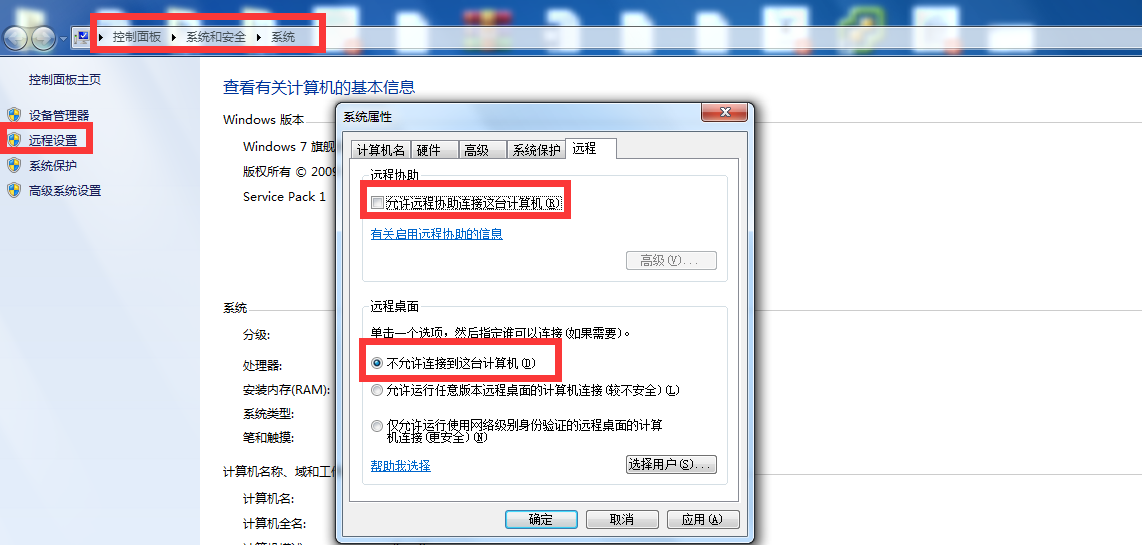 控制面板 系统和安全 系统
控制面板主页
设备管理器
远程设置
系统保护
高级系统设置
查看有关计算机的基本信息
Windows 版本
Windows 7 旗舰
版权所有 © 2009
Service Pack 1
系统
分级:
处理器:
安装内存(RAM):
系统类型:
笔和触摸:
计算机名称、域和工作
计算机名:
计算机全名:
计算机描述:
系统属性
计算机名 硬件 高级 系统保护 远程
远程协助
允许远程协助连接这台计算机(R)
有关启用远程协助的信息
高级(V)...
远程桌面
单击一个选项，然后指定谁可以连接(如果需要)。
不允许连接到这台计算机(D)
允许运行任意版本远程桌面的计算机连接(较不安全)(L)
仅允许运行使用网络级别身份验证的远程桌面的计算
机连接(更安全)(N)
帮助我选择
选择用户(S)...
确定 取消 应用(A)